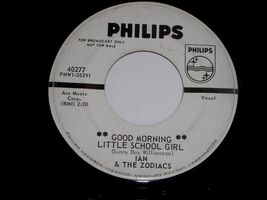 PHILIPS
FOR BROADCAST ONLY
NOT FOR SALE
PHILIPS
40277
PHW1-35291
Arc Music
Corp.
(BMI) 2:20
Vocal
** GOOD MORNING **
LITTLE SCHOOL GIRL
(Sonny Boy Williamson)
IAN
& THE ZODIACS